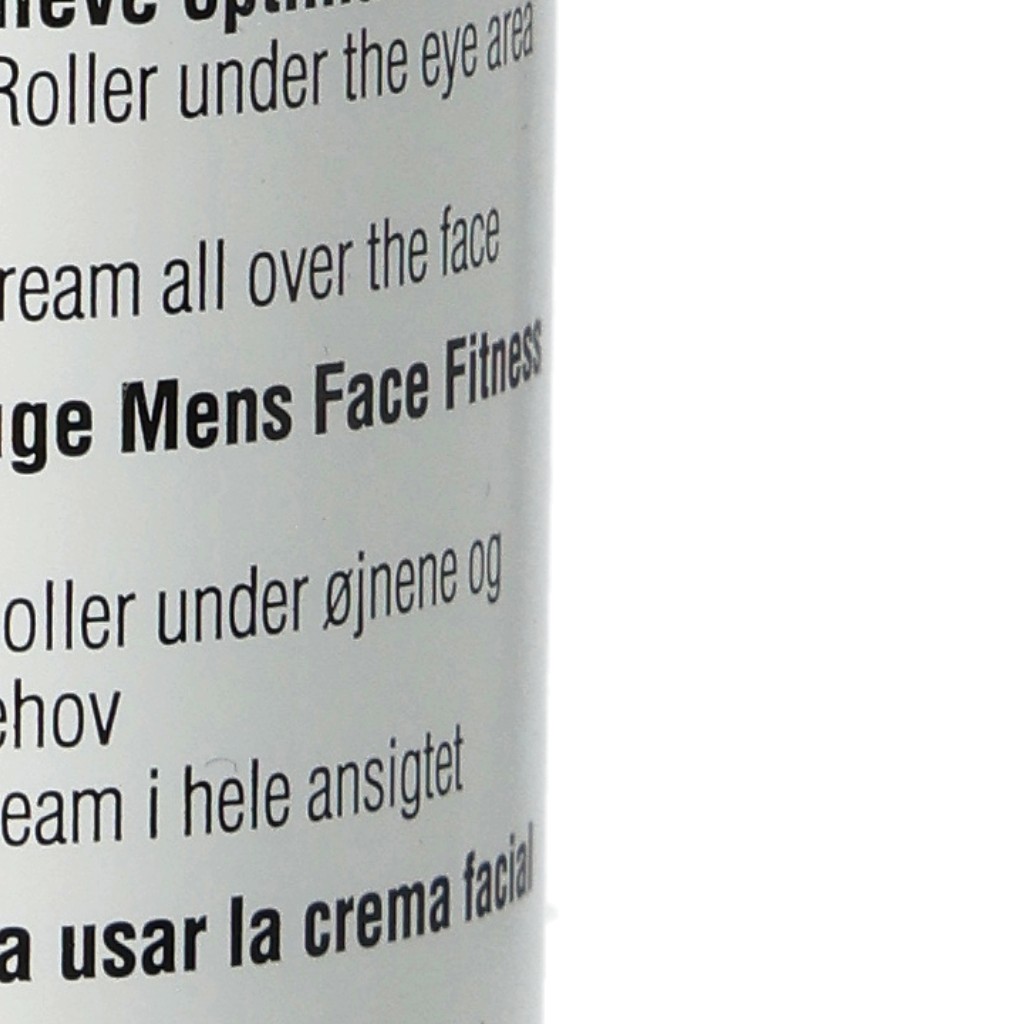 Roller under the eye area
ream all over the face
uge Mens Face Fitness
oller under øjnene og
ehov
eam i hele ansigtet
a usar la crema facial